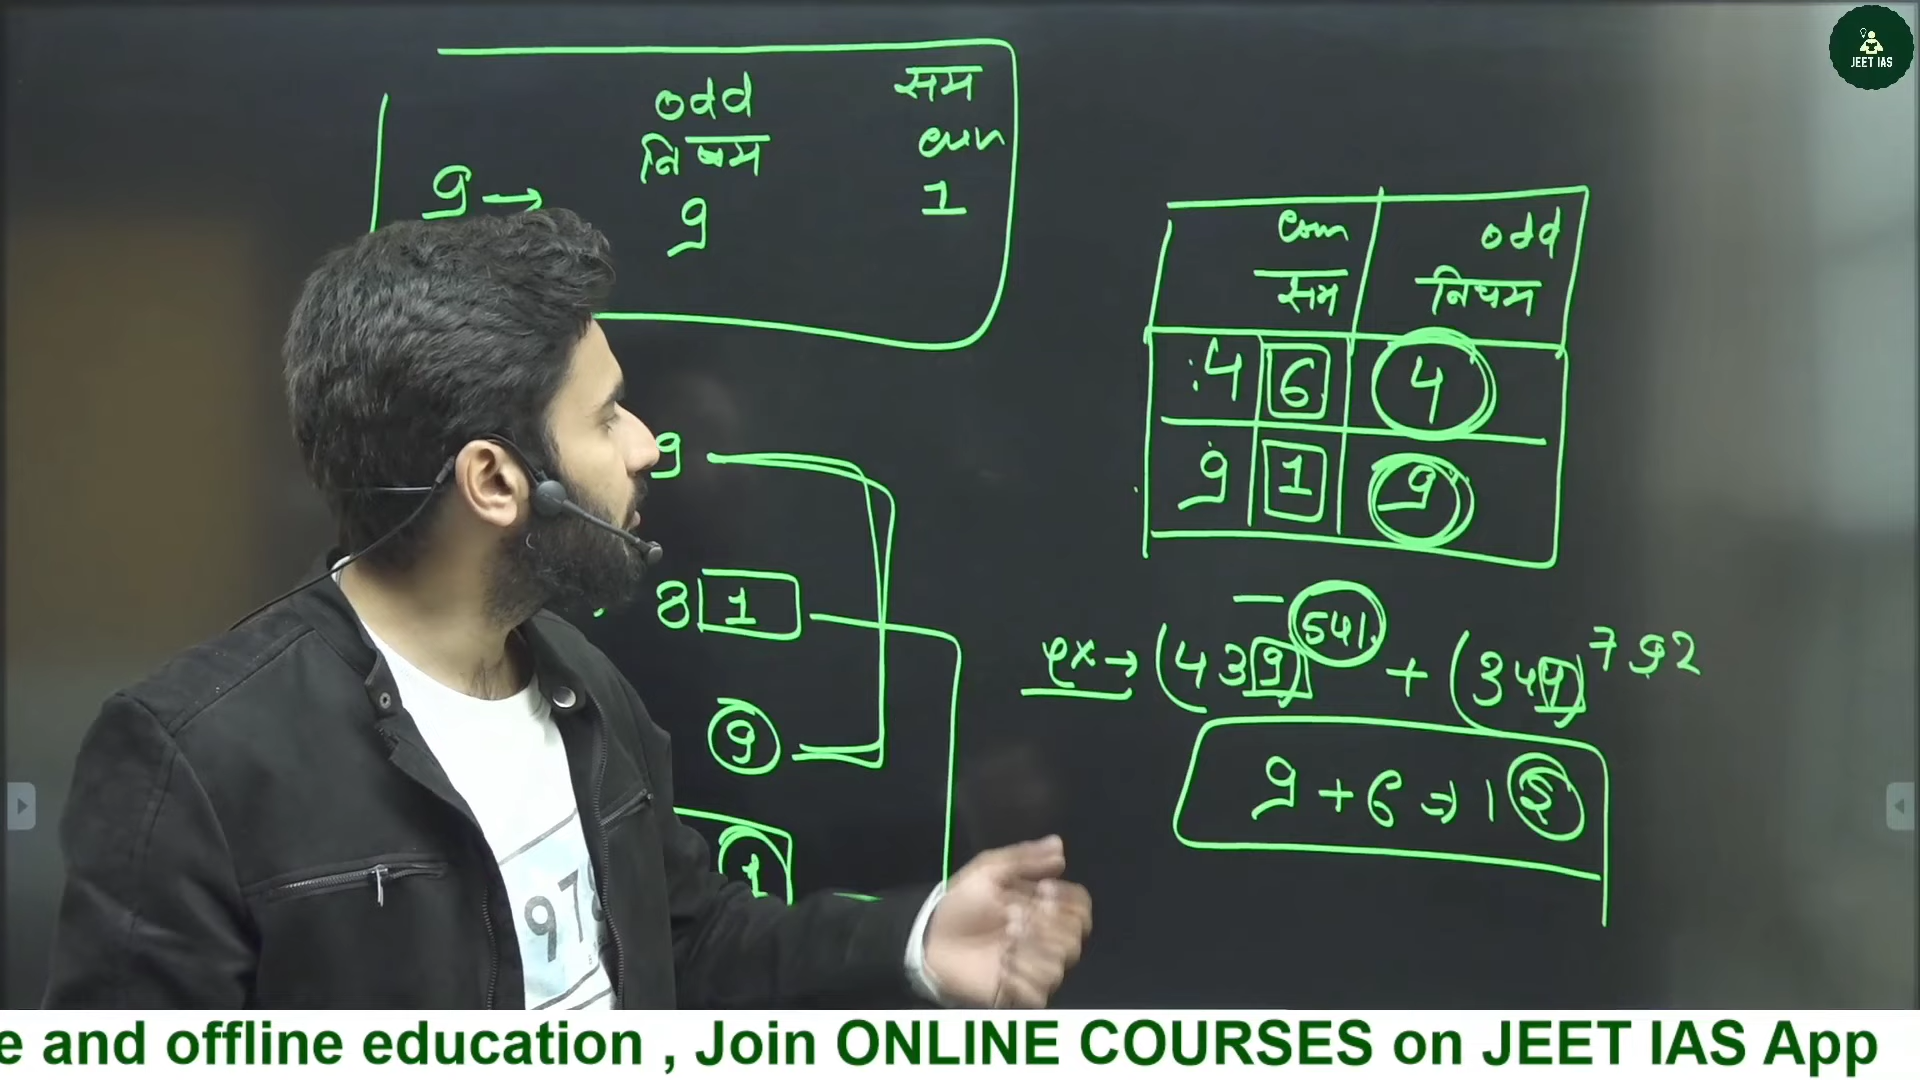 JEET IAS
odd सम
विषम even
9 → 9 1
even odd
सम विषम
4 6 4
9 1 9
9
8 1
9
1
ex → (439)^541 + (349)^792
9 + 6 ⇒ 15
978
e and offline education , Join ONLINE COURSES on JEET IAS App